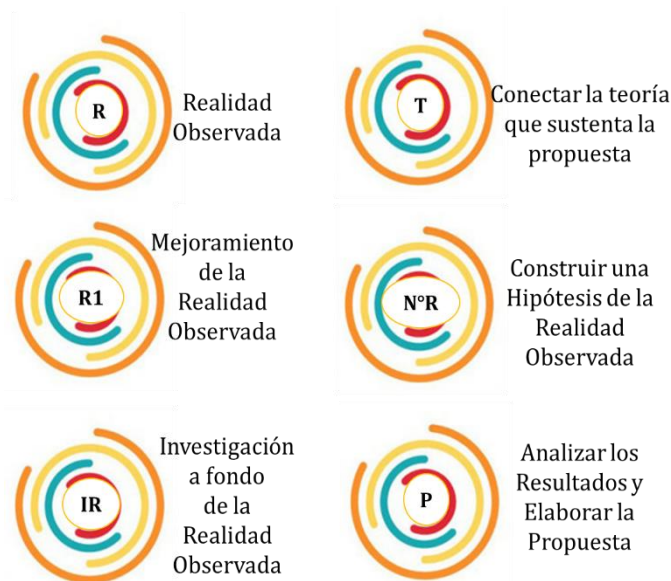 R
Realidad
Observada
T
Conectar la teoría
que sustenta la
propuesta
R1
Mejoramiento
de la
Realidad
Observada
N°R
Construir una
Hipótesis de la
Realidad
Observada
IR
Investigación
a fondo
de la
Realidad
Observada
P
Analizar los
Resultados y
Elaborar la
Propuesta